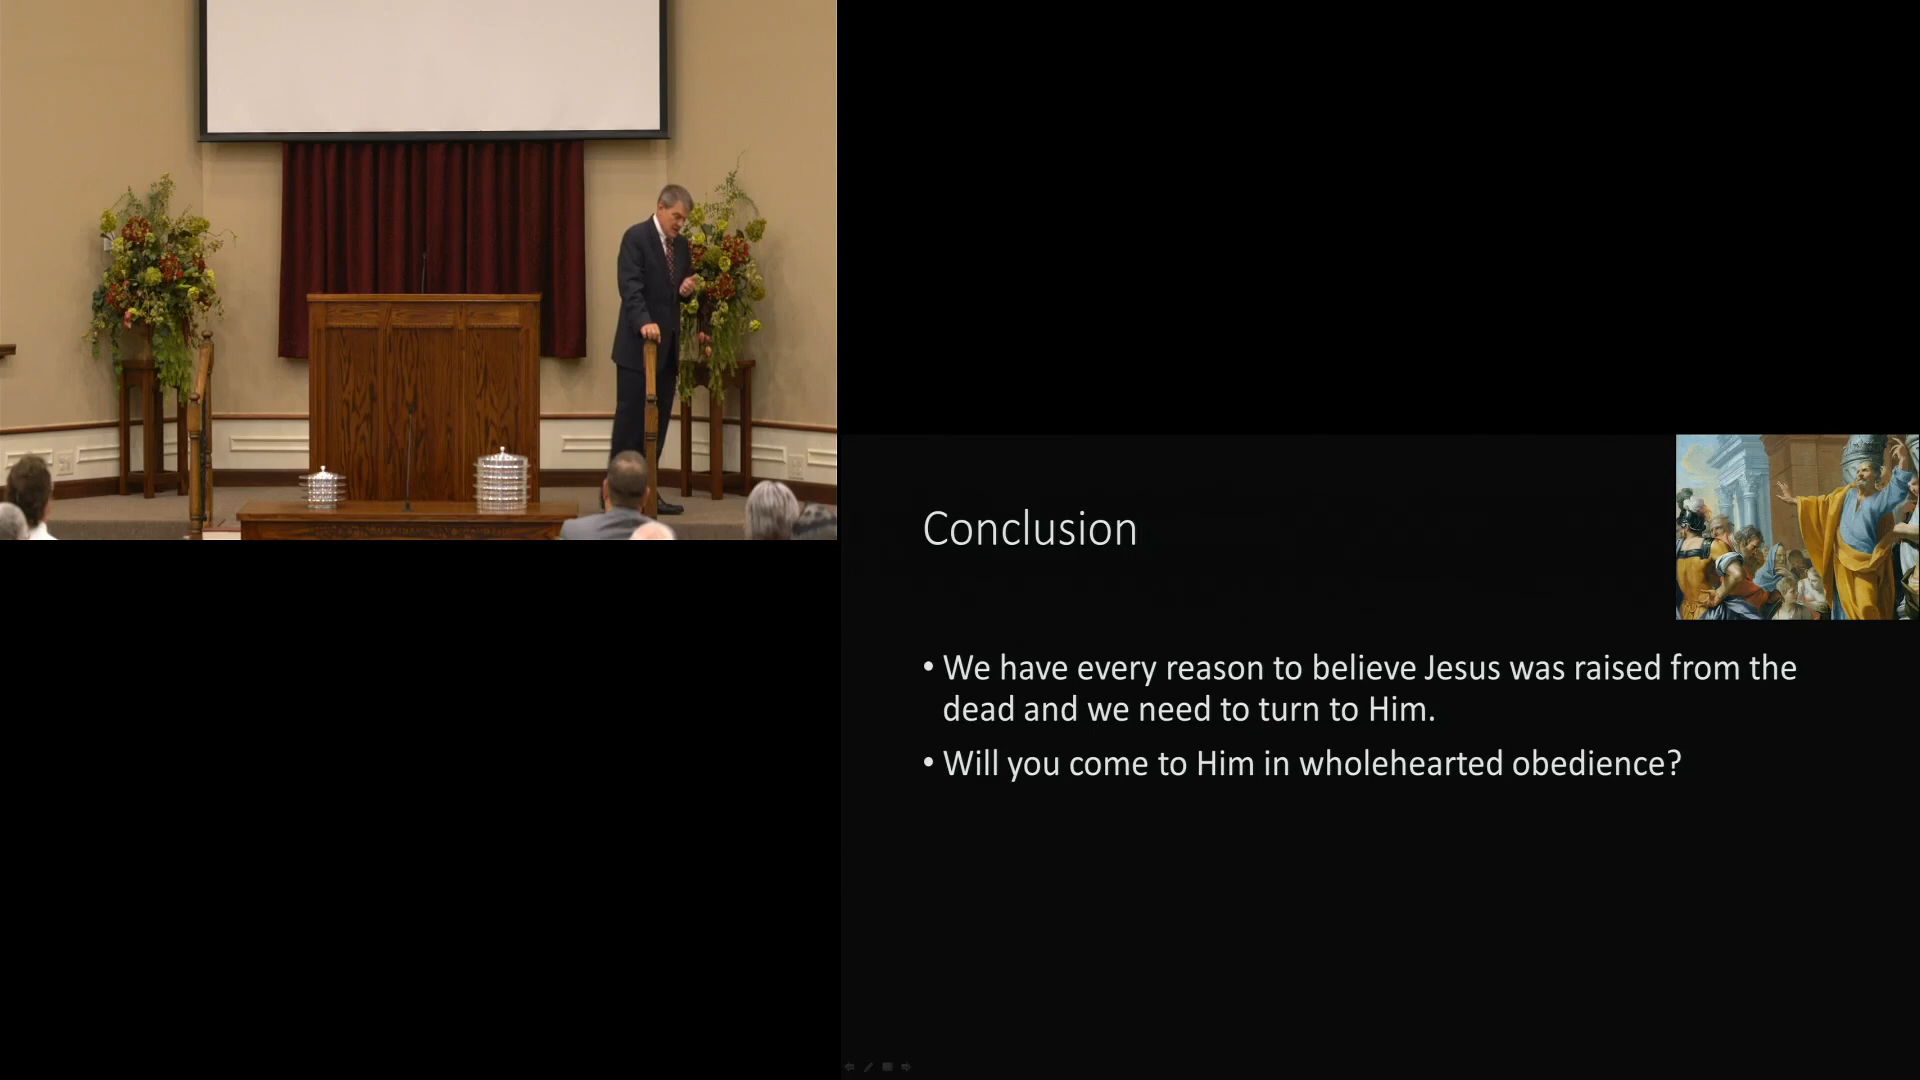 Conclusion
• We have every reason to believe Jesus was raised from the
dead and we need to turn to Him.
• Will you come to Him in wholehearted obedience?